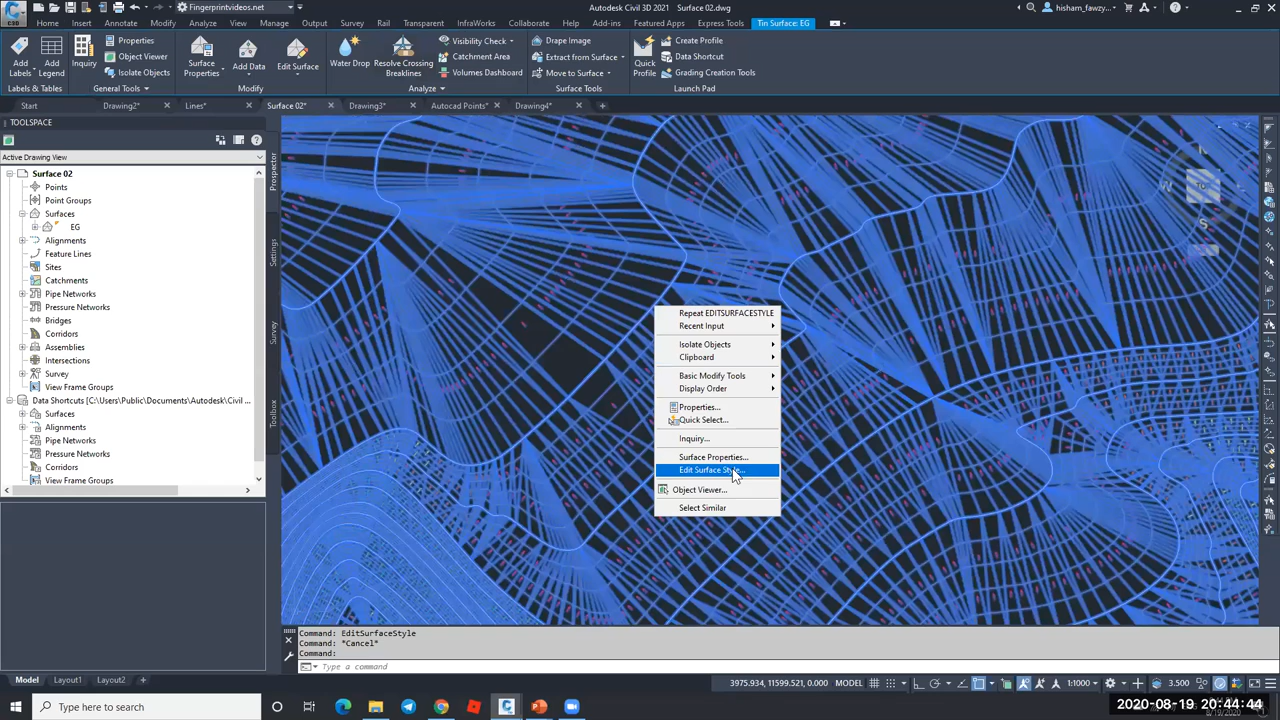 Fingerprintvideos.net
Autodesk Civil 3D 2021 Surface 02.dwg
hisham_fawzy...
Home Insert Annotate Modify Analyze View Manage Output Survey Rail Transparent InfraWorks Collaborate Help Add-ins Featured Apps Express Tools Tin Surface: EG
Add Labels
Add Legend
Labels & Tables
Inquiry
Properties
Object Viewer
Isolate Objects
General Tools
Surface Properties
Add Data
Edit Surface
Modify
Water Drop
Resolve Crossing Breaklines
Visibility Check
Catchment Area
Volumes Dashboard
Analyze
Drape Image
Extract from Surface
Move to Surface
Surface Tools
Quick Profile
Create Profile
Data Shortcut
Grading Creation Tools
Launch Pad
Start Drawing2* Lines* Surface 02* Drawing3* Autocad Points* Drawing4*
TOOLSPACE
Active Drawing View
Surface 02
Points
Point Groups
Surfaces
EG
Alignments
Feature Lines
Sites
Catchments
Pipe Networks
Pressure Networks
Bridges
Corridors
Assemblies
Intersections
Survey
View Frame Groups
Data Shortcuts [C:\Users\Public\Documents\Autodesk\Civil ...
Surfaces
Alignments
Pipe Networks
Pressure Networks
Corridors
View Frame Groups
Prospector
Settings
Survey
Toolbox
W
S
Repeat EDITSURFACESTYLE
Recent Input
Isolate Objects
Clipboard
Basic Modify Tools
Display Order
Properties...
Quick Select...
Inquiry...
Surface Properties...
Edit Surface Style...
Object Viewer...
Select Similar
Command: EditSurfaceStyle
Command: *Cancel*
Command:
Type a command
Model Layout1 Layout2
3975.934, 11599.521, 0.000 MODEL
1:1000
3.500
Type here to search
2020-08-19 20:44:44